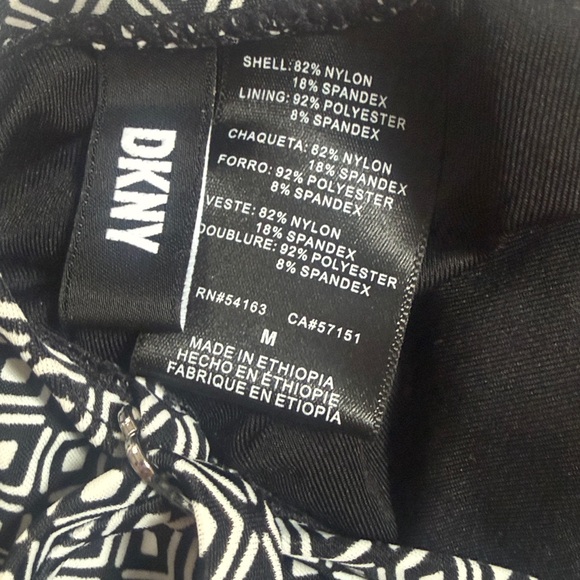 DKNY
SHELL: 82% NYLON
18% SPANDEX
LINING: 92% POLYESTER
8% SPANDEX
CHAQUETA: 82% NYLON
18% SPANDEX
FORRO: 92% POLYESTER
8% SPANDEX
VESTE: 82% NYLON
18% SPANDEX
DOUBLURE: 92% POLYESTER
8% SPANDEX
RN#54163 CA#57151
M
MADE IN ETHIOPIA
HECHO EN ÉTHIOPIE
FABRIQUE EN ETIOPÍA